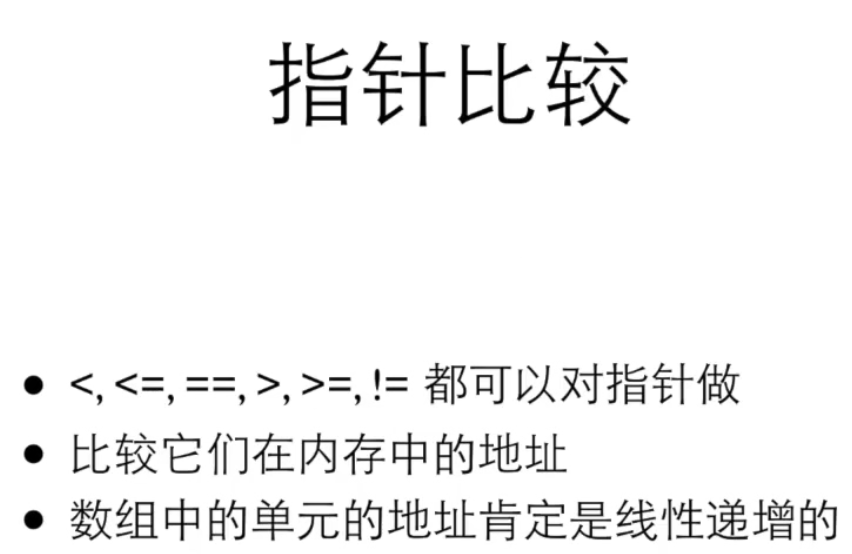 指针比较
• <, <=, ==, >, >=, != 都可以对指针做
• 比较它们在内存中的地址
• 数组中的单元的地址肯定是线性递增的